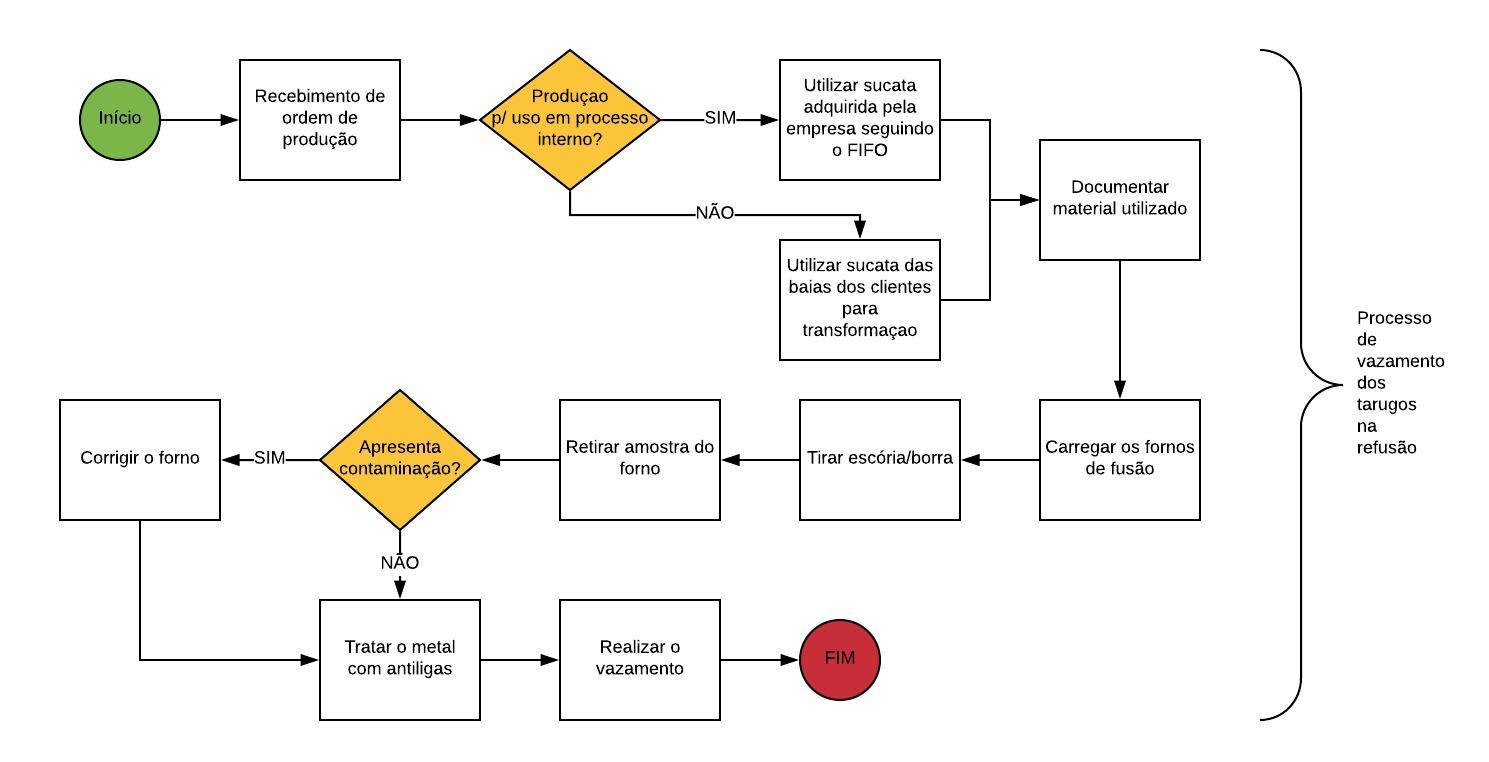 Início
Recebimento de
ordem de
produção
Produçao
p/ uso em processo
interno?
SIM
Utilizar sucata
adquirida pela
empresa seguindo
o FIFO
NÃO
Utilizar sucata das
baias dos clientes
para
transformaçao
Documentar
material utilizado
Carregar os fornos
de fusão
Tirar escória/borra
Retirar amostra do
forno
Apresenta
contaminação?
SIM
Corrigir o forno
NÃO
Tratar o metal
com antiligas
Realizar o
vazamento
FIM
Processo
de
vazamento
dos
tarugos
na
refusão